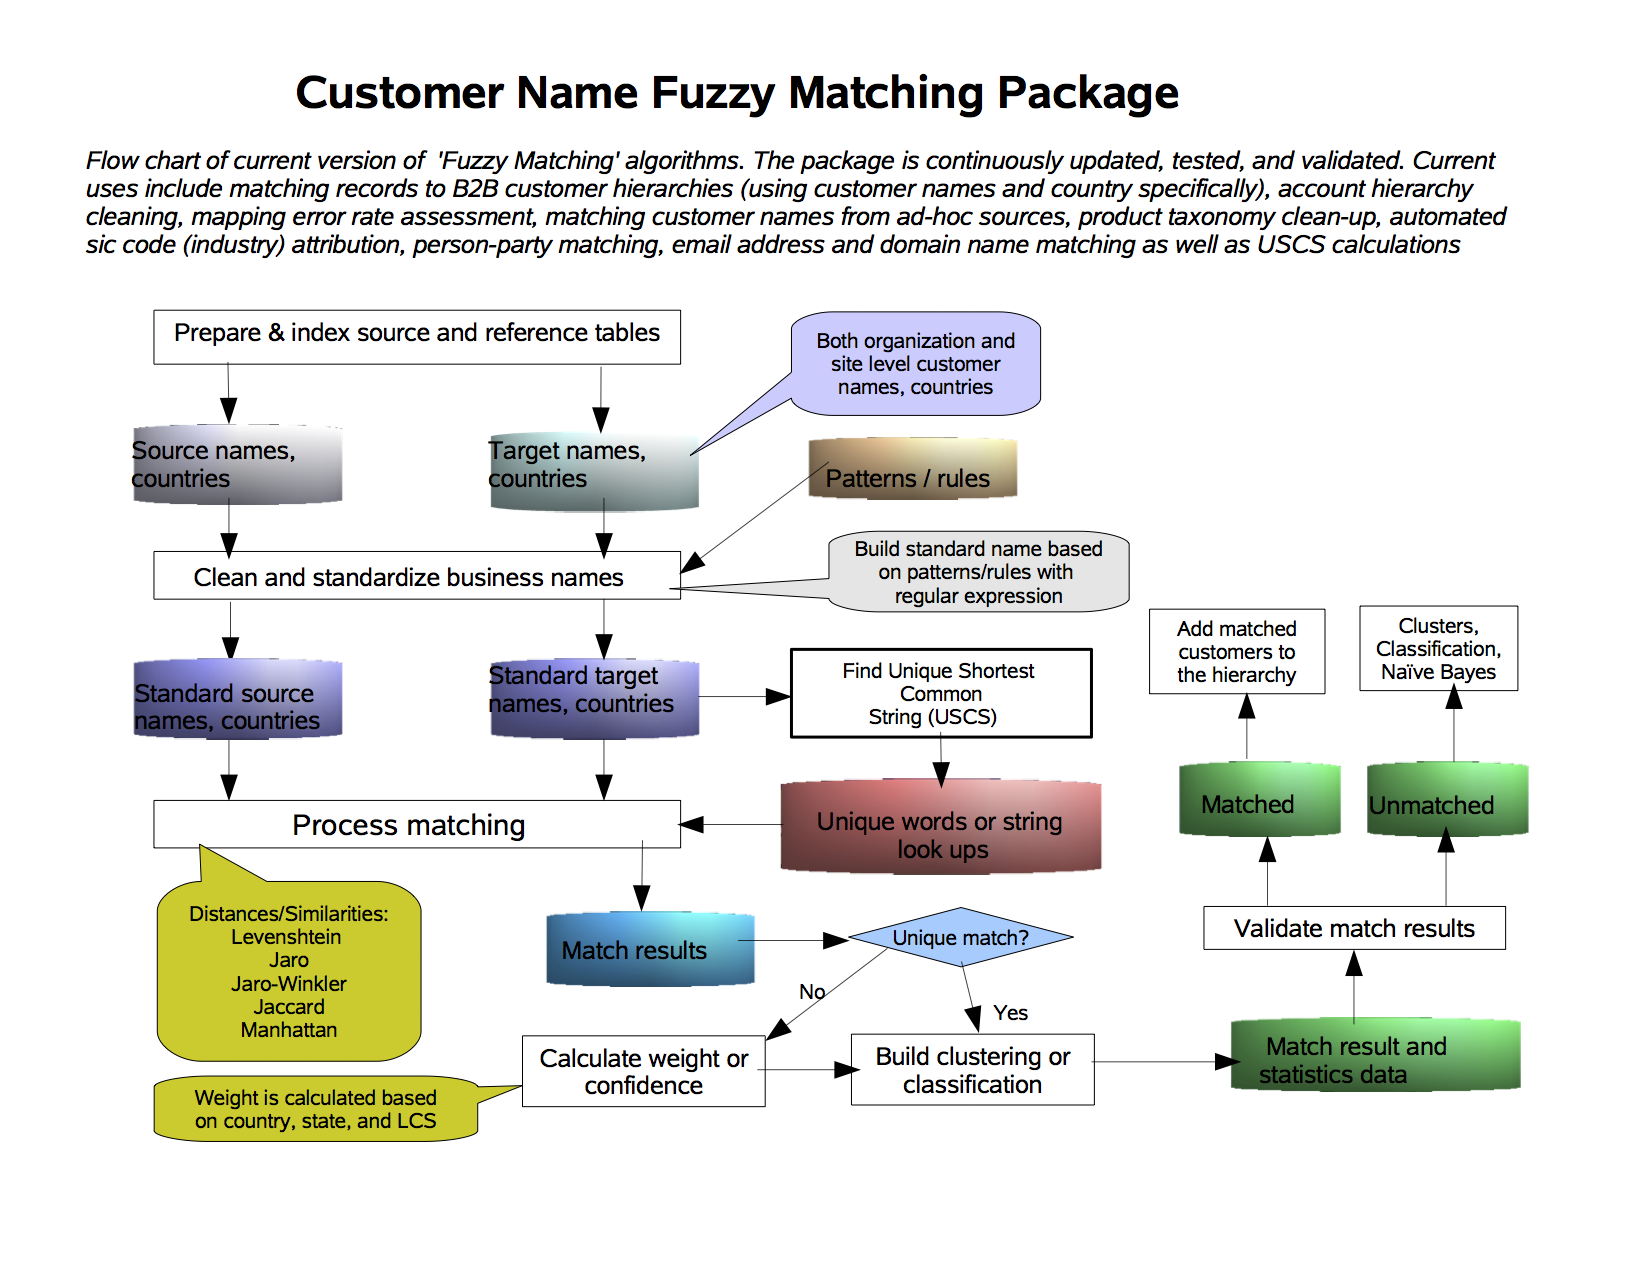 Customer Name Fuzzy Matching Package
Flow chart of current version of 'Fuzzy Matching' algorithms. The package is continuously updated, tested, and validated. Current
uses include matching records to B2B customer hierarchies (using customer names and country specifically), account hierarchy
cleaning, mapping error rate assessment, matching customer names from ad-hoc sources, product taxonomy clean-up, automated
sic code (industry) attribution, person-party matching, email address and domain name matching as well as USCS calculations
Prepare & index source and reference tables
Both organization and
site level customer
names, countries
Source names,
countries
Target names,
countries
Patterns / rules
Clean and standardize business names
Build standard name based
on patterns/rules with
regular expression
Standard source
names, countries
Standard target
names, countries
Find Unique Shortest
Common
String (USCS)
Add matched
customers to
the hierarchy
Clusters,
Classification,
Naïve Bayes
Process matching
Unique words or string
look ups
Matched
Unmatched
Distances/Similarities:
Levenshtein
Jaro
Jaro-Winkler
Jaccard
Manhattan
Match results
Unique match?
Validate match results
No
Yes
Calculate weight or
confidence
Build clustering or
classification
Match result and
statistics data
Weight is calculated based
on country, state, and LCS